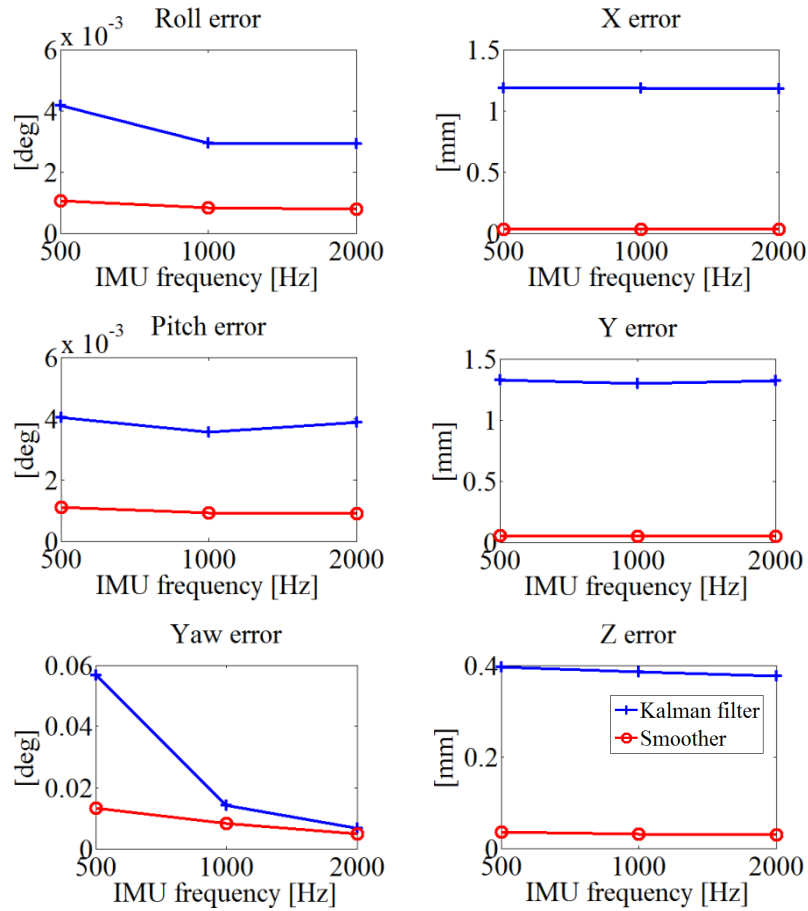 Roll error
x 10⁻³
6
4
2
0
[deg]
500 1000 2000
IMU frequency [Hz]
X error
1.5
1
0.5
0
[mm]
500 1000 2000
IMU frequency [Hz]
Pitch error
x 10⁻³
6
4
2
0
[deg]
500 1000 2000
IMU frequency [Hz]
Y error
1.5
1
0.5
0
[mm]
500 1000 2000
IMU frequency [Hz]
Yaw error
0.06
0.04
0.02
0
[deg]
500 1000 2000
IMU frequency [Hz]
Z error
0.4
0.2
0
[mm]
Kalman filter
Smoother
500 1000 2000
IMU frequency [Hz]